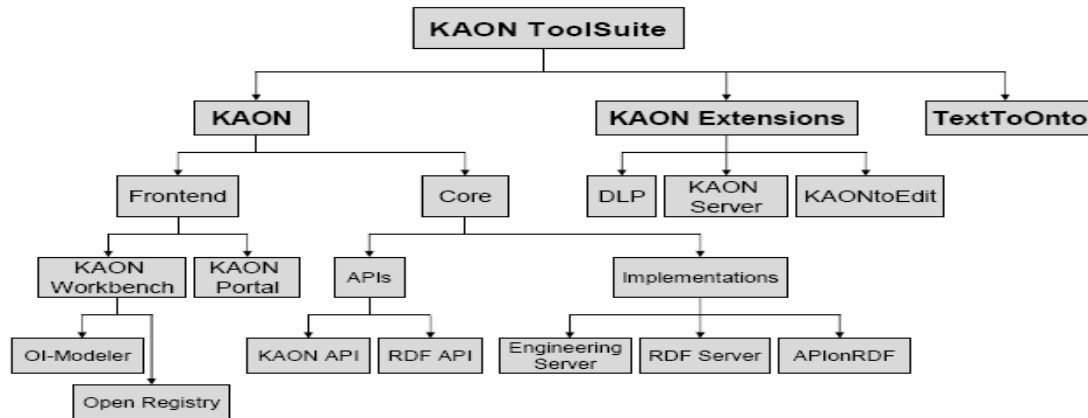 KAON ToolSuite
KAON
KAON Extensions
TextToOnto
Frontend
Core
DLP
KAON
Server
KAONtoEdit
KAON
Workbench
KAON
Portal
APIs
Implementations
OI-Modeler
KAON API
RDF API
Engineering
Server
RDF Server
APIonRDF
Open Registry